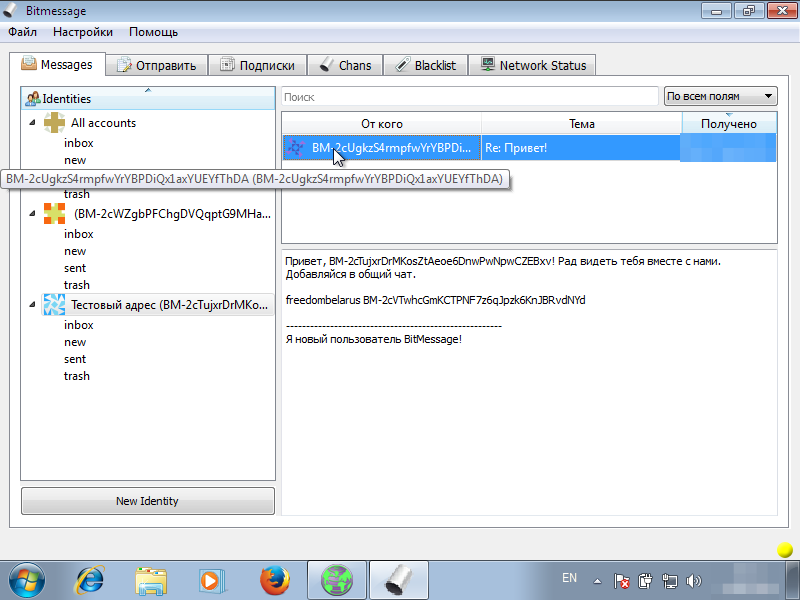 Bitmessage
Файл Настройки Помощь
Messages Отправить Подписки Chans Blacklist Network Status
Identities
All accounts
inbox
new
trash
(BM-2cWZgbPFChgDVQqptG9MHa...
inbox
new
sent
trash
Тестовый адрес (BM-2cTujxrDrMKo...
inbox
new
sent
trash
New Identity
Поиск По всем полям
От кого Тема Получено
BM-2cUgkzS4rmpfwYrYBPDi... Re: Привет!
BM-2cUgkzS4rmpfwYrYBPDiQx1axYUEYfThDA (BM-2cUgkzS4rmpfwYrYBPDiQx1axYUEYfThDA)
Привет, BM-2cTujxrDrMKosZtAeoe6DnwPwNpwCZEBxv! Рад видеть тебя вместе с нами.
Добавляйся в общий чат.
freedombelarus BM-2cVTwhcGmKCTPNF7z6qJpzk6KnJBRvdNYd
------------------------------------------------------
Я новый пользователь BitMessage!
EN